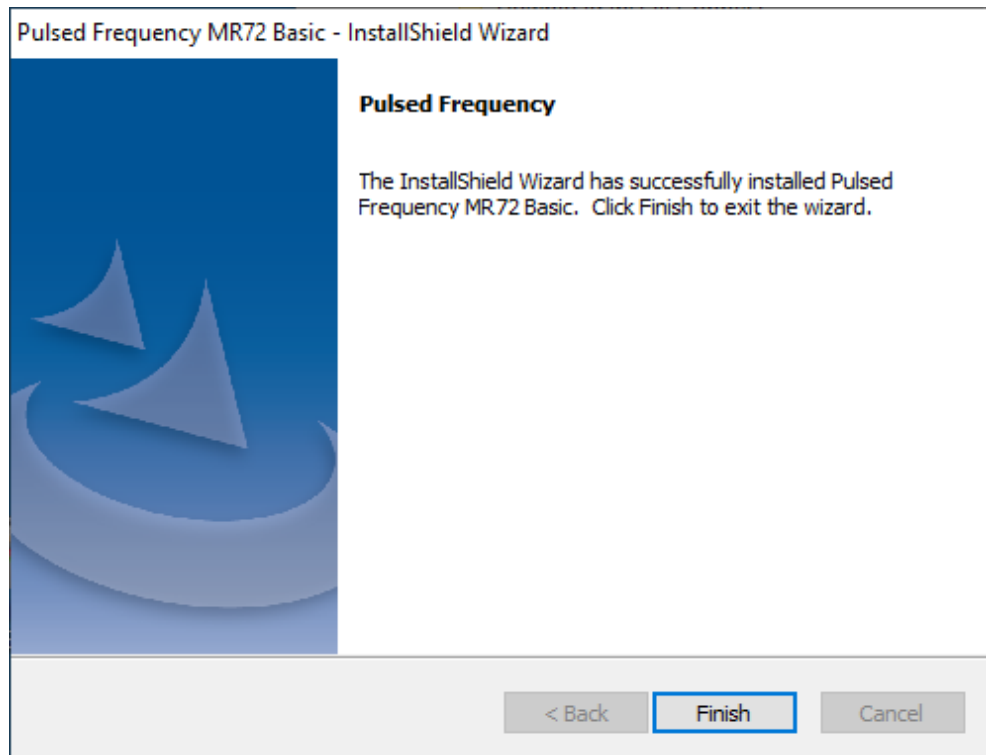 Pulsed Frequency MR72 Basic - InstallShield Wizard
Pulsed Frequency
The InstallShield Wizard has successfully installed Pulsed
Frequency MR72 Basic. Click Finish to exit the wizard.
< Back
Finish
Cancel